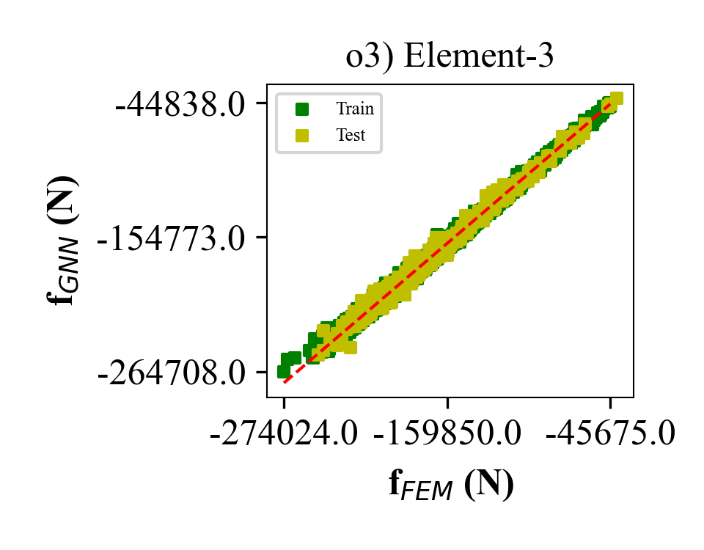 o3) Element-3
-44838.0
Train
Test
-154773.0
f_GNN (N)
-264708.0
-274024.0 -159850.0 -45675.0
f_FEM (N)